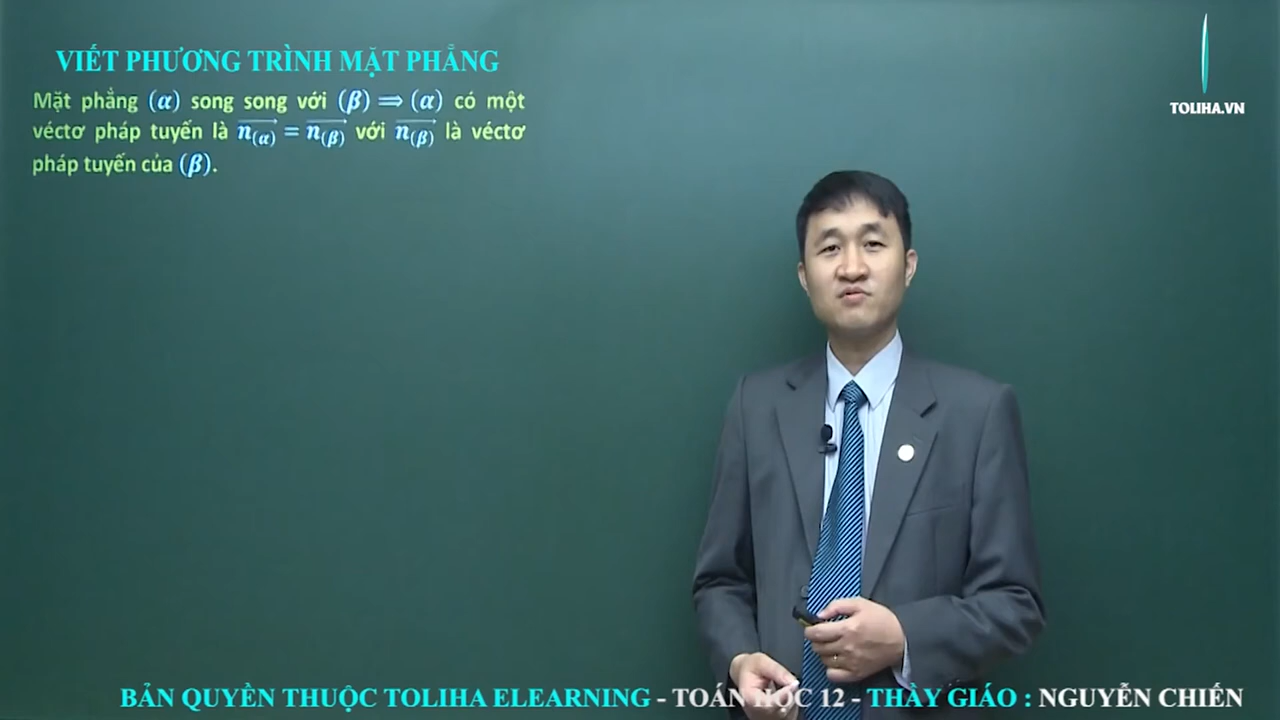 VIẾT PHƯƠNG TRÌNH MẶT PHẲNG
Mặt phẳng (α) song song với (β) ⟹ (α) có một
véctơ pháp tuyến là n⃗(α) = n⃗(β) với n⃗(β) là véctơ
pháp tuyến của (β).
TOLIHA.VN
BẢN QUYỀN THUỘC TOLIHA ELEARNING - TOÁN HỌC 12 - THẦY GIÁO : NGUYỄN CHIẾN